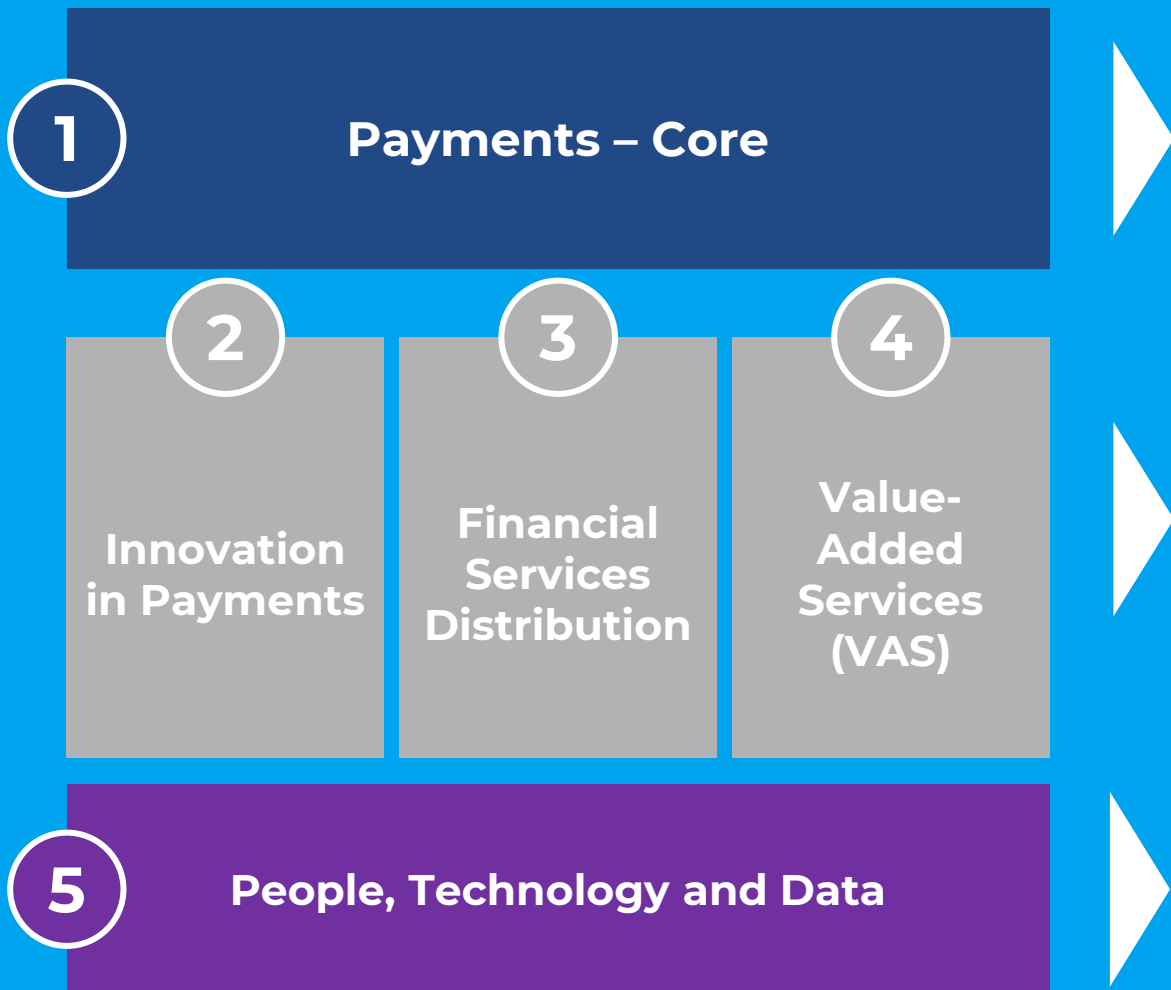 1
Payments – Core
2
3
4
Innovation
in Payments
Financial
Services
Distribution
Value-
Added
Services
(VAS)
5
People, Technology and Data